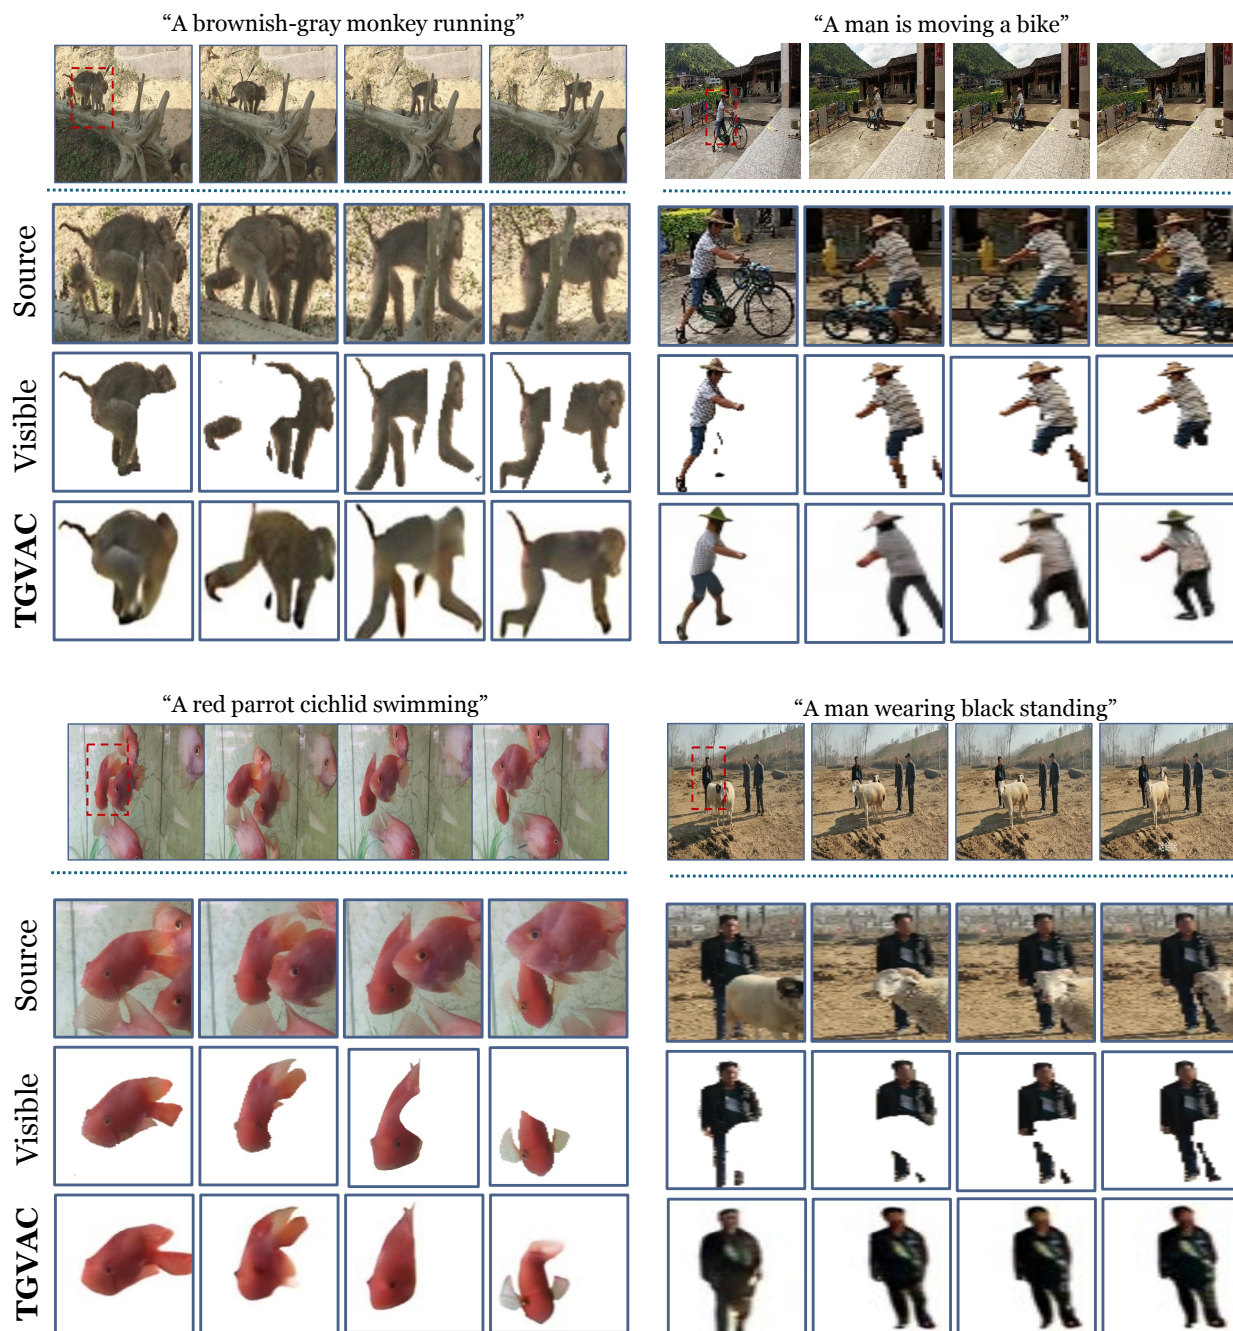 “A brownish-gray monkey running”
“A man is moving a bike”
Source
Visible
TGVAC
“A red parrot cichlid swimming”
“A man wearing black standing”
Source
Visible
TGVAC